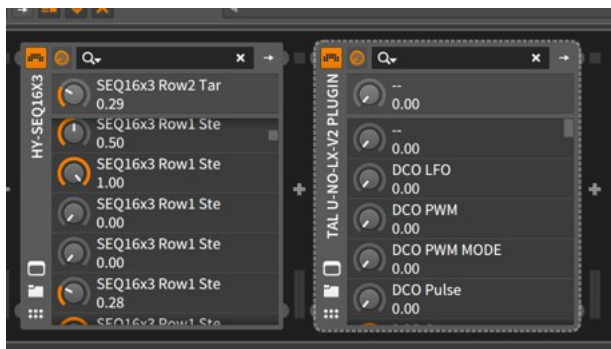 HY-SEQ16X3
SEQ16x3 Row2 Tar
0.29
SEQ16x3 Row1 Ste
0.50
SEQ16x3 Row1 Ste
1.00
SEQ16x3 Row1 Ste
0.00
SEQ16x3 Row1 Ste
0.00
SEQ16x3 Row1 Ste
0.28
SEQ16x3 Row1 Ste
TAL U-NO-LX-V2 PLUGIN
--
0.00
--
0.00
DCO LFO
0.00
DCO PWM
0.00
DCO PWM MODE
0.00
DCO Pulse
0.00